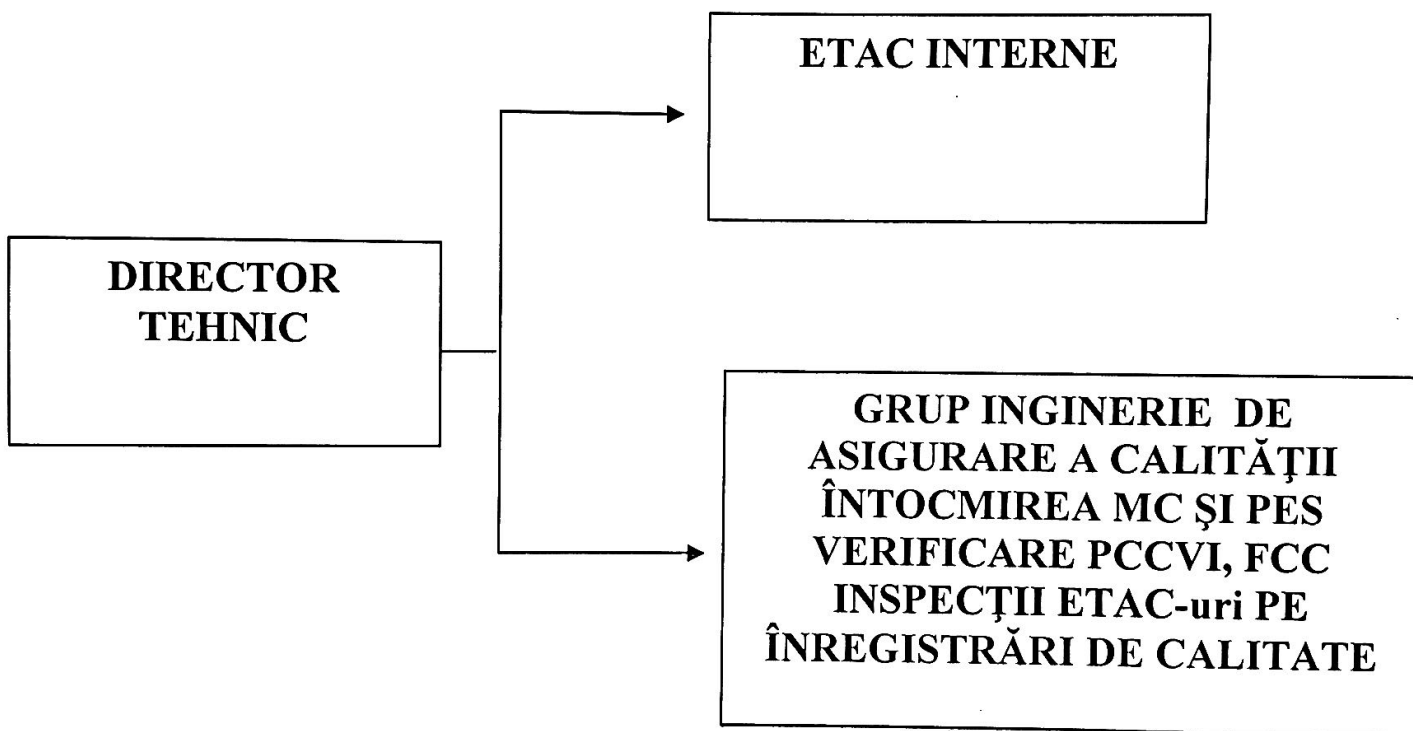 ETAC INTERNE
DIRECTOR
TEHNIC
GRUP INGINERIE DE
ASIGURARE A CALITĂŢII
ÎNTOCMIREA MC ŞI PES
VERIFICARE PCCVI, FCC
INSPECŢII ETAC-uri PE
ÎNREGISTRĂRI DE CALITATE